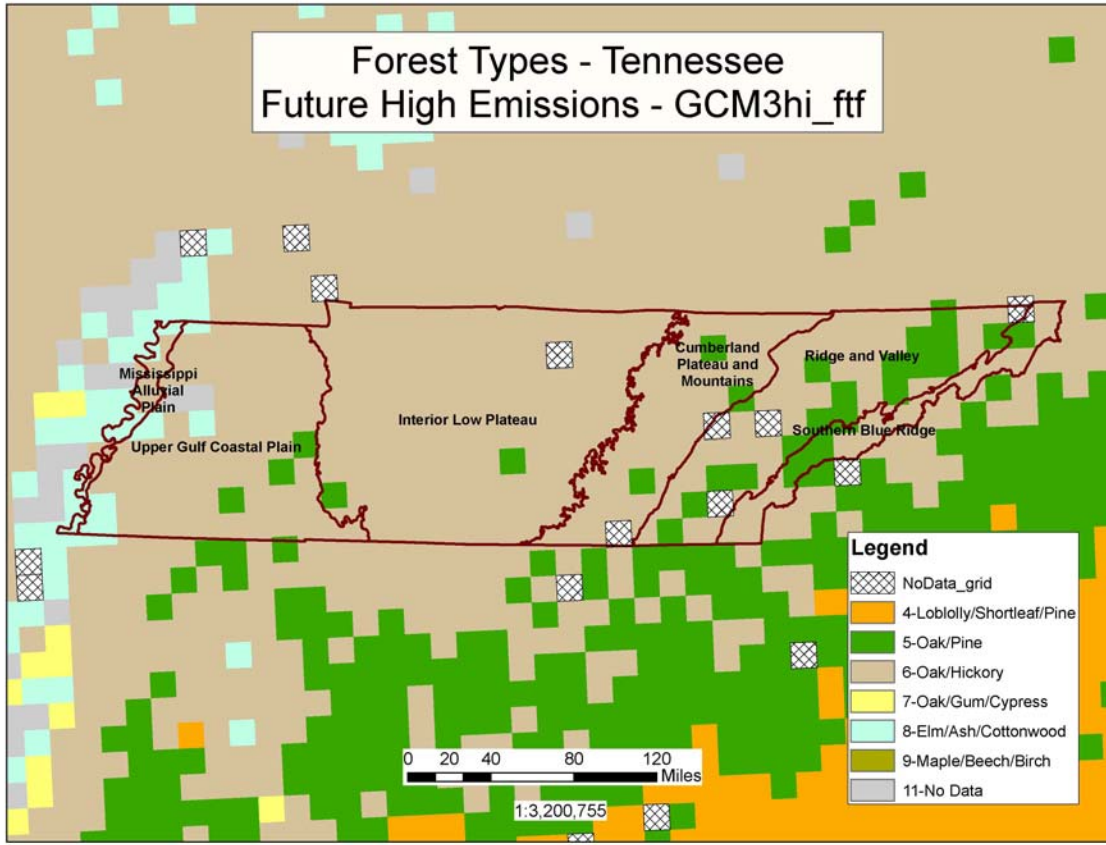 Forest Types - Tennessee
Future High Emissions - GCM3hi_ftf
Mississippi
Alluvial
Plain
Upper Gulf Coastal Plain
Interior Low Plateau
Cumberland
Plateau and
Mountains
Ridge and Valley
Southern Blue Ridge
Legend
NoData_grid
4-Loblolly/Shortleaf/Pine
5-Oak/Pine
6-Oak/Hickory
7-Oak/Gum/Cypress
8-Elm/Ash/Cottonwood
9-Maple/Beech/Birch
11-No Data
0 20 40 80 120
Miles
1:3,200,755